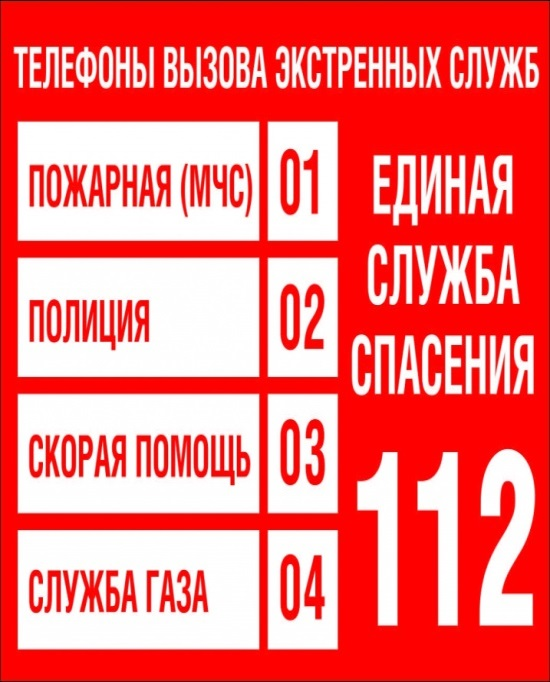 ТЕЛЕФОНЫ ВЫЗОВА ЭКСТРЕННЫХ СЛУЖБ
ПОЖАРНАЯ (МЧС) 01
ПОЛИЦИЯ 02
СКОРАЯ ПОМОЩЬ 03
СЛУЖБА ГАЗА 04
ЕДИНАЯ
СЛУЖБА
СПАСЕНИЯ
112